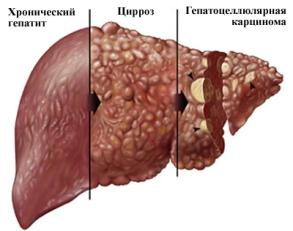 Хронический
гепатит
Цирроз
Гепатоцеллюлярная
карцинома